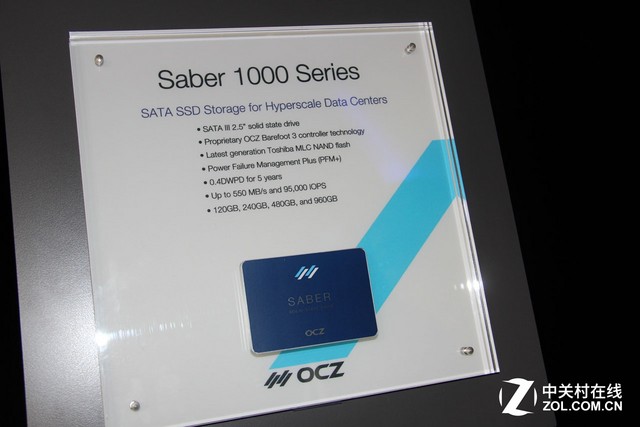 Saber 1000 Series
SATA SSD Storage for Hyperscale Data Centers
• SATA III 2.5" solid state drive
• Proprietary OCZ Barefoot 3 controller technology
• Latest generation Toshiba MLC NAND flash
• Power Failure Management Plus (PFM+)
• 0.4DWPD for 5 years
• Up to 550 MB/s and 95,000 IOPS
• 120GB, 240GB, 480GB, and 960GB
SABER
OCZ
OCZ
中关村在线
ZOL.COM.CN